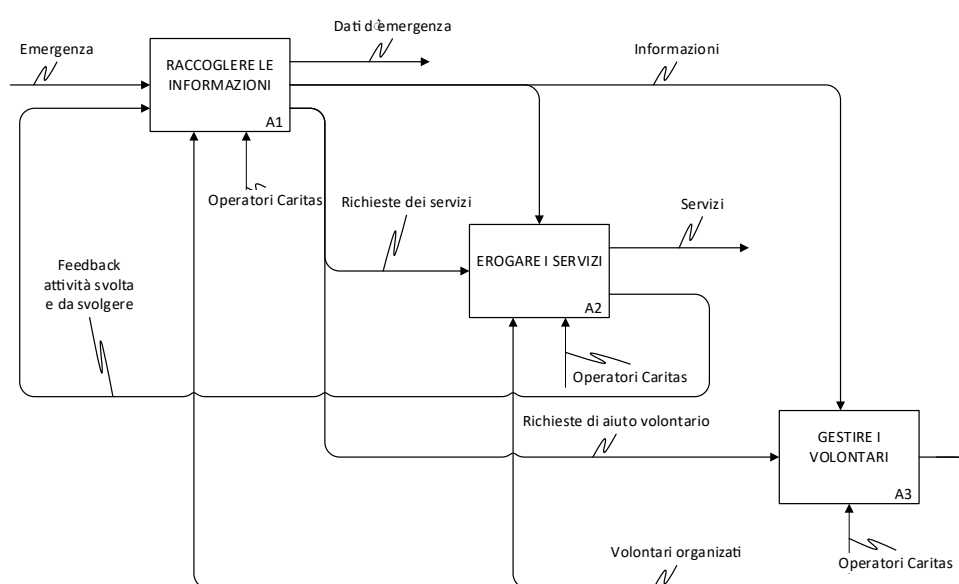 Dati d'emergenza
Emergenza
Informazioni
RACCOGLERE LE
INFORMAZIONI
A1
Operatori Caritas
Richieste dei servizi
Servizi
EROGARE I SERVIZI
A2
Feedback
attività svolta
e da svolgere
Operatori Caritas
Richieste di aiuto volontario
GESTIRE I
VOLONTARI
A3
Volontari organizati
Operatori Caritas